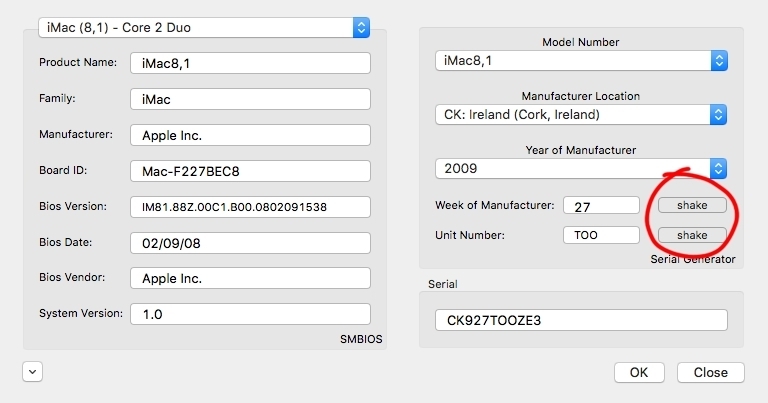 iMac (8,1) - Core 2 Duo
Product Name: iMac8,1
Family: iMac
Manufacturer: Apple Inc.
Board ID: Mac-F227BEC8
Bios Version: IM81.88Z.00C1.B00.0802091538
Bios Date: 02/09/08
Bios Vendor: Apple Inc.
System Version: 1.0
SMBIOS
Model Number
iMac8,1
Manufacturer Location
CK: Ireland (Cork, Ireland)
Year of Manufacturer
2009
Week of Manufacturer: 27 shake
Unit Number: TOO shake
Serial Generator
Serial
CK927TOOZE3
OK Close